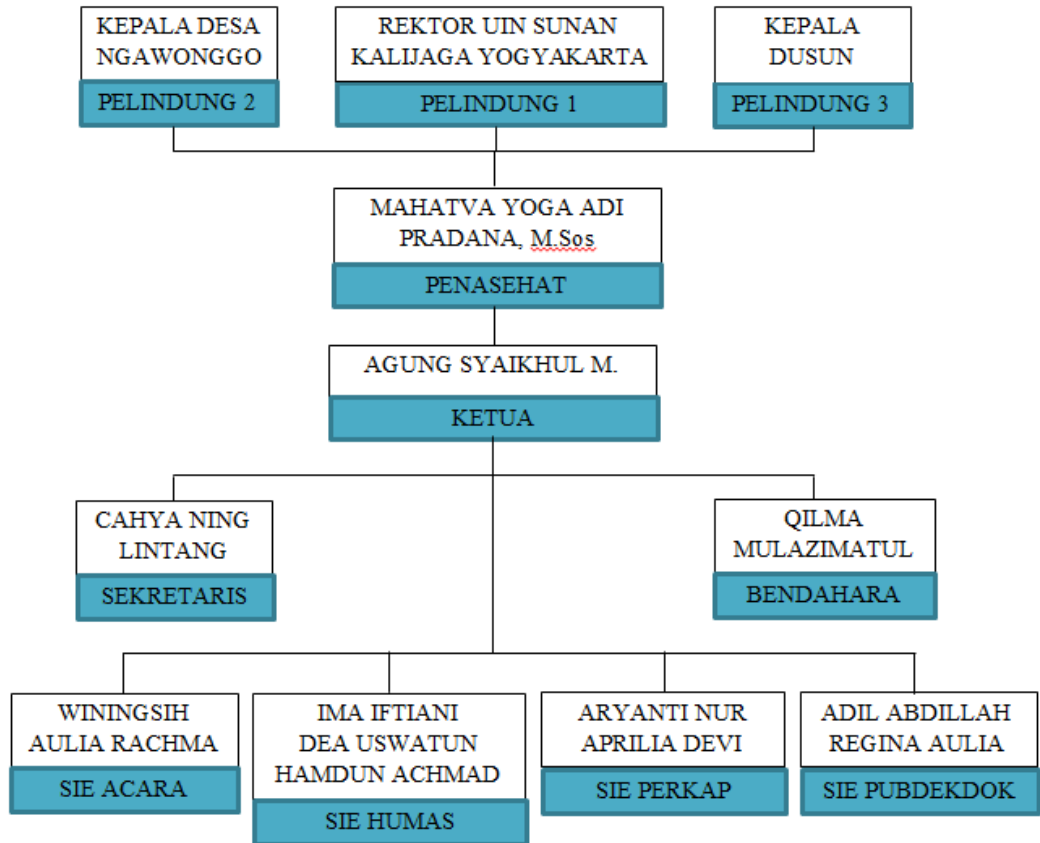 KEPALA DESA
NGAWONGGO
PELINDUNG 2
REKTOR UIN SUNAN
KALIJAGA YOGYAKARTA
PELINDUNG 1
KEPALA
DUSUN
PELINDUNG 3
MAHATVA YOGA ADI
PRADANA, M.Sos
PENASEHAT
AGUNG SYAIKHUL M.
KETUA
CAHYA NING
LINTANG
SEKRETARIS
QILMA
MULAZIMATUL
BENDAHARA
WININGSIH
AULIA RACHMA
SIE ACARA
IMA IFTIANI
DEA USWATUN
HAMDUN ACHMAD
SIE HUMAS
ARYANTI NUR
APRILIA DEVI
SIE PERKAP
ADIL ABDILLAH
REGINA AULIA
SIE PUBDEKDOK